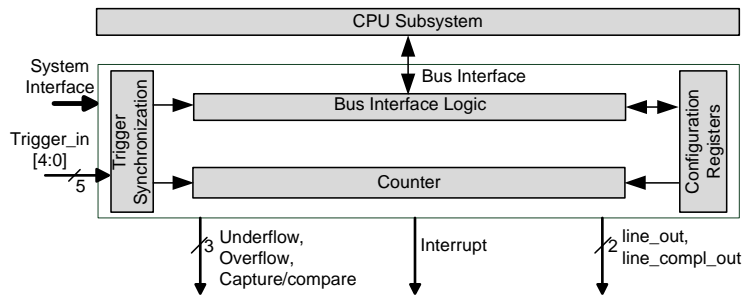 CPU Subsystem
System
Interface
Bus Interface
Trigger
Synchronization
Bus Interface Logic
Configuration
Registers
Trigger_in
[4:0]
5
Counter
3
Underflow,
Overflow,
Capture/compare
Interrupt
2
line_out,
line_compl_out